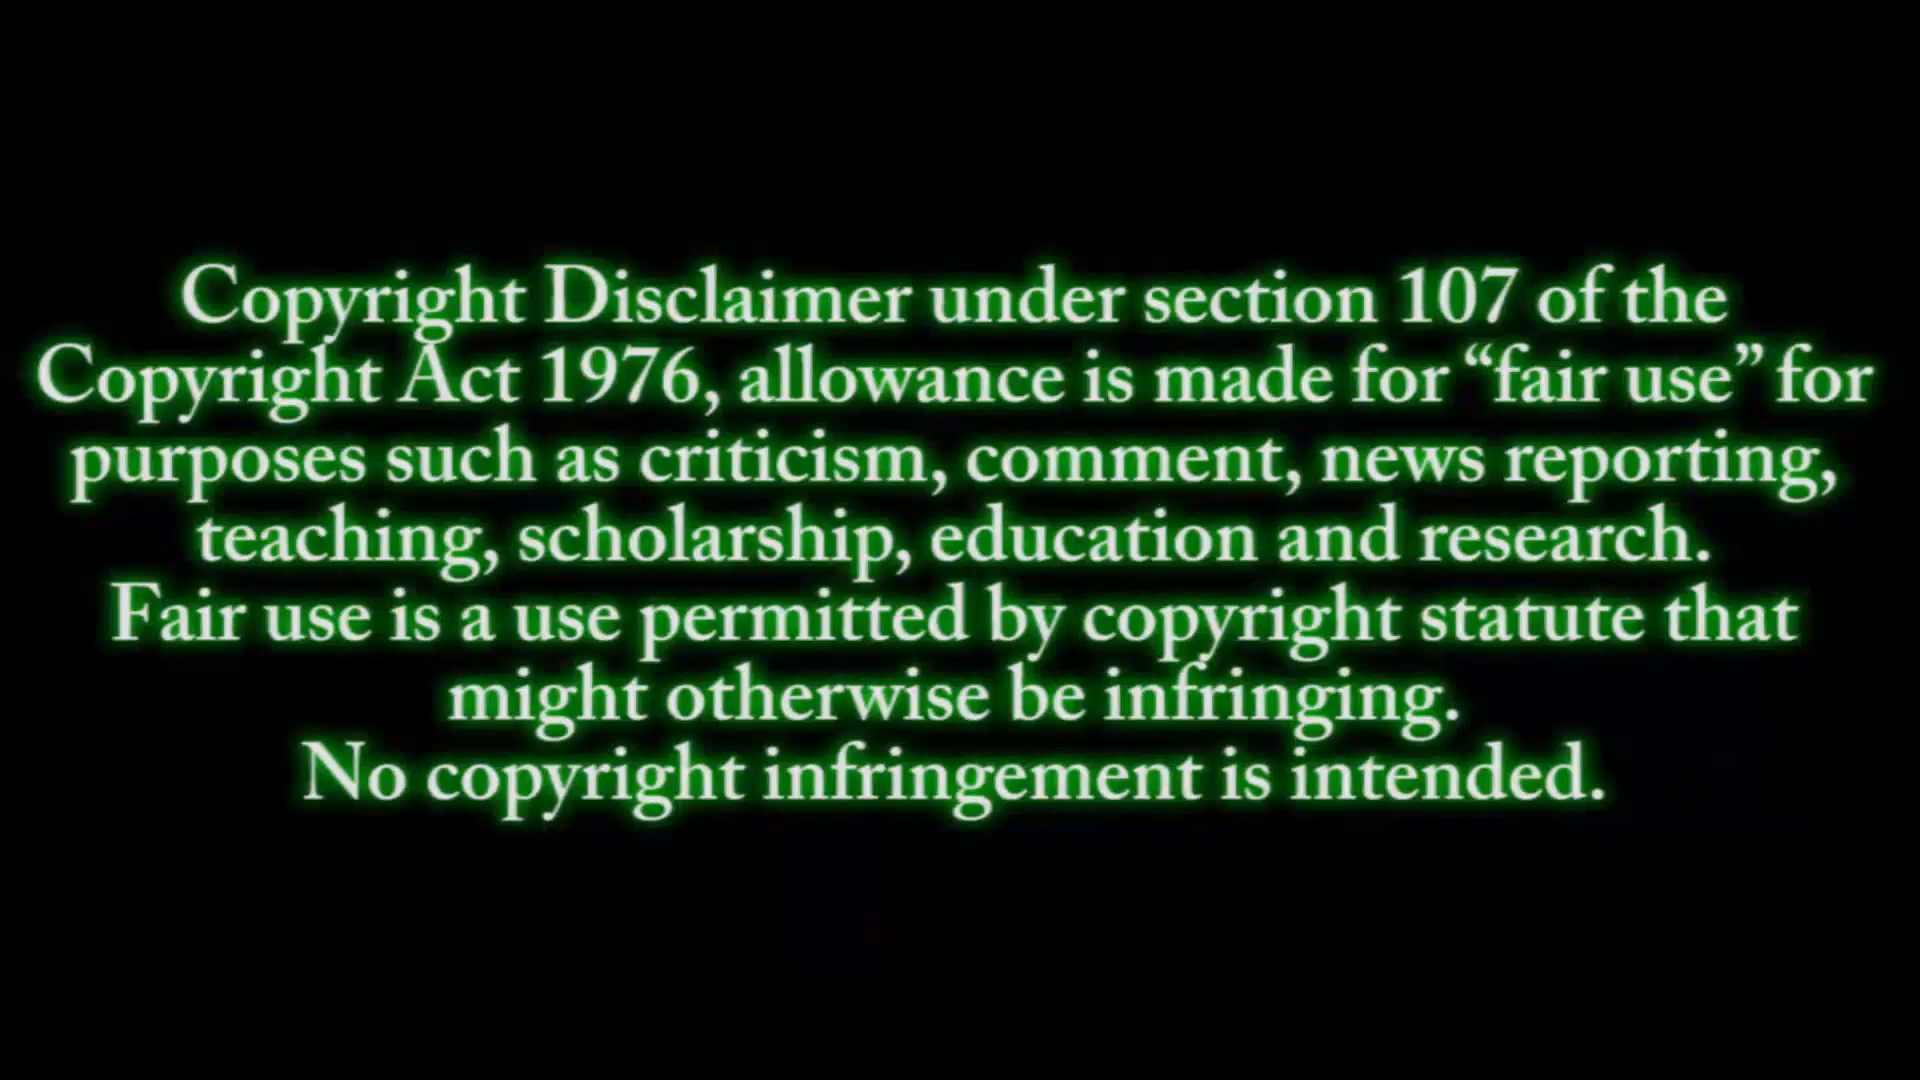 Copyright Disclaimer under section 107 of the
Copyright Act 1976, allowance is made for “fair use” for
purposes such as criticism, comment, news reporting,
teaching, scholarship, education and research.
Fair use is a use permitted by copyright statute that
might otherwise be infringing.
No copyright infringement is intended.